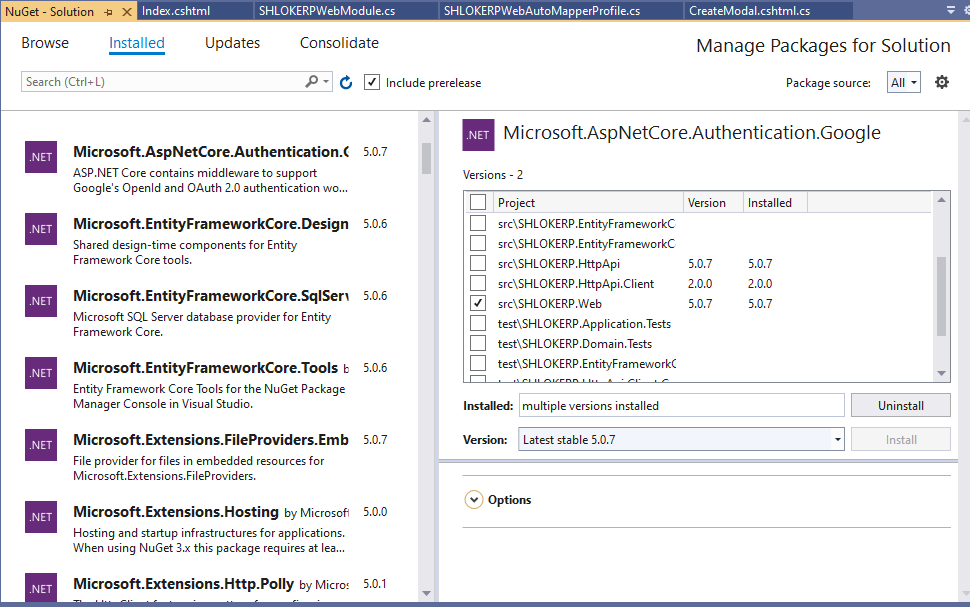 NuGet - Solution
Index.cshtml
SHLOKERPWebModule.cs
SHLOKERPWebAutoMapperProfile.cs
CreateModal.cshtml.cs
Browse
Installed
Updates
Consolidate
Manage Packages for Solution
Search (Ctrl+L)
Include prerelease
Package source:
All
.NET
Microsoft.AspNetCore.Authentication.G
5.0.7
ASP.NET Core contains middleware to support
Google's OpenId and OAuth 2.0 authentication wo...
.NET
Microsoft.EntityFrameworkCore.Design
5.0.6
Shared design-time components for Entity
Framework Core tools.
.NET
Microsoft.EntityFrameworkCore.SqlServ
5.0.6
Microsoft SQL Server database provider for Entity
Framework Core.
.NET
Microsoft.EntityFrameworkCore.Tools b
5.0.6
Entity Framework Core Tools for the NuGet Package
Manager Console in Visual Studio.
.NET
Microsoft.Extensions.FileProviders.Emb
5.0.7
File provider for files in embedded resources for
Microsoft.Extensions.FileProviders.
.NET
Microsoft.Extensions.Hosting by Microsoft
5.0.0
Hosting and startup infrastructures for applications.
When using NuGet 3.x this package requires at lea...
.NET
Microsoft.Extensions.Http.Polly by Micros
5.0.1
.NET
Microsoft.AspNetCore.Authentication.Google
Versions - 2
Project Version Installed
src\SHLOKERP.EntityFrameworkC
src\SHLOKERP.EntityFrameworkC
src\SHLOKERP.HttpApi 5.0.7 5.0.7
src\SHLOKERP.HttpApi.Client 2.0.0 2.0.0
src\SHLOKERP.Web 5.0.7 5.0.7
test\SHLOKERP.Application.Tests
test\SHLOKERP.Domain.Tests
test\SHLOKERP.EntityFrameworkC
test\SHLOKERP.HttpApi.Client.C
Installed: multiple versions installed
Uninstall
Version: Latest stable 5.0.7
Install
Options